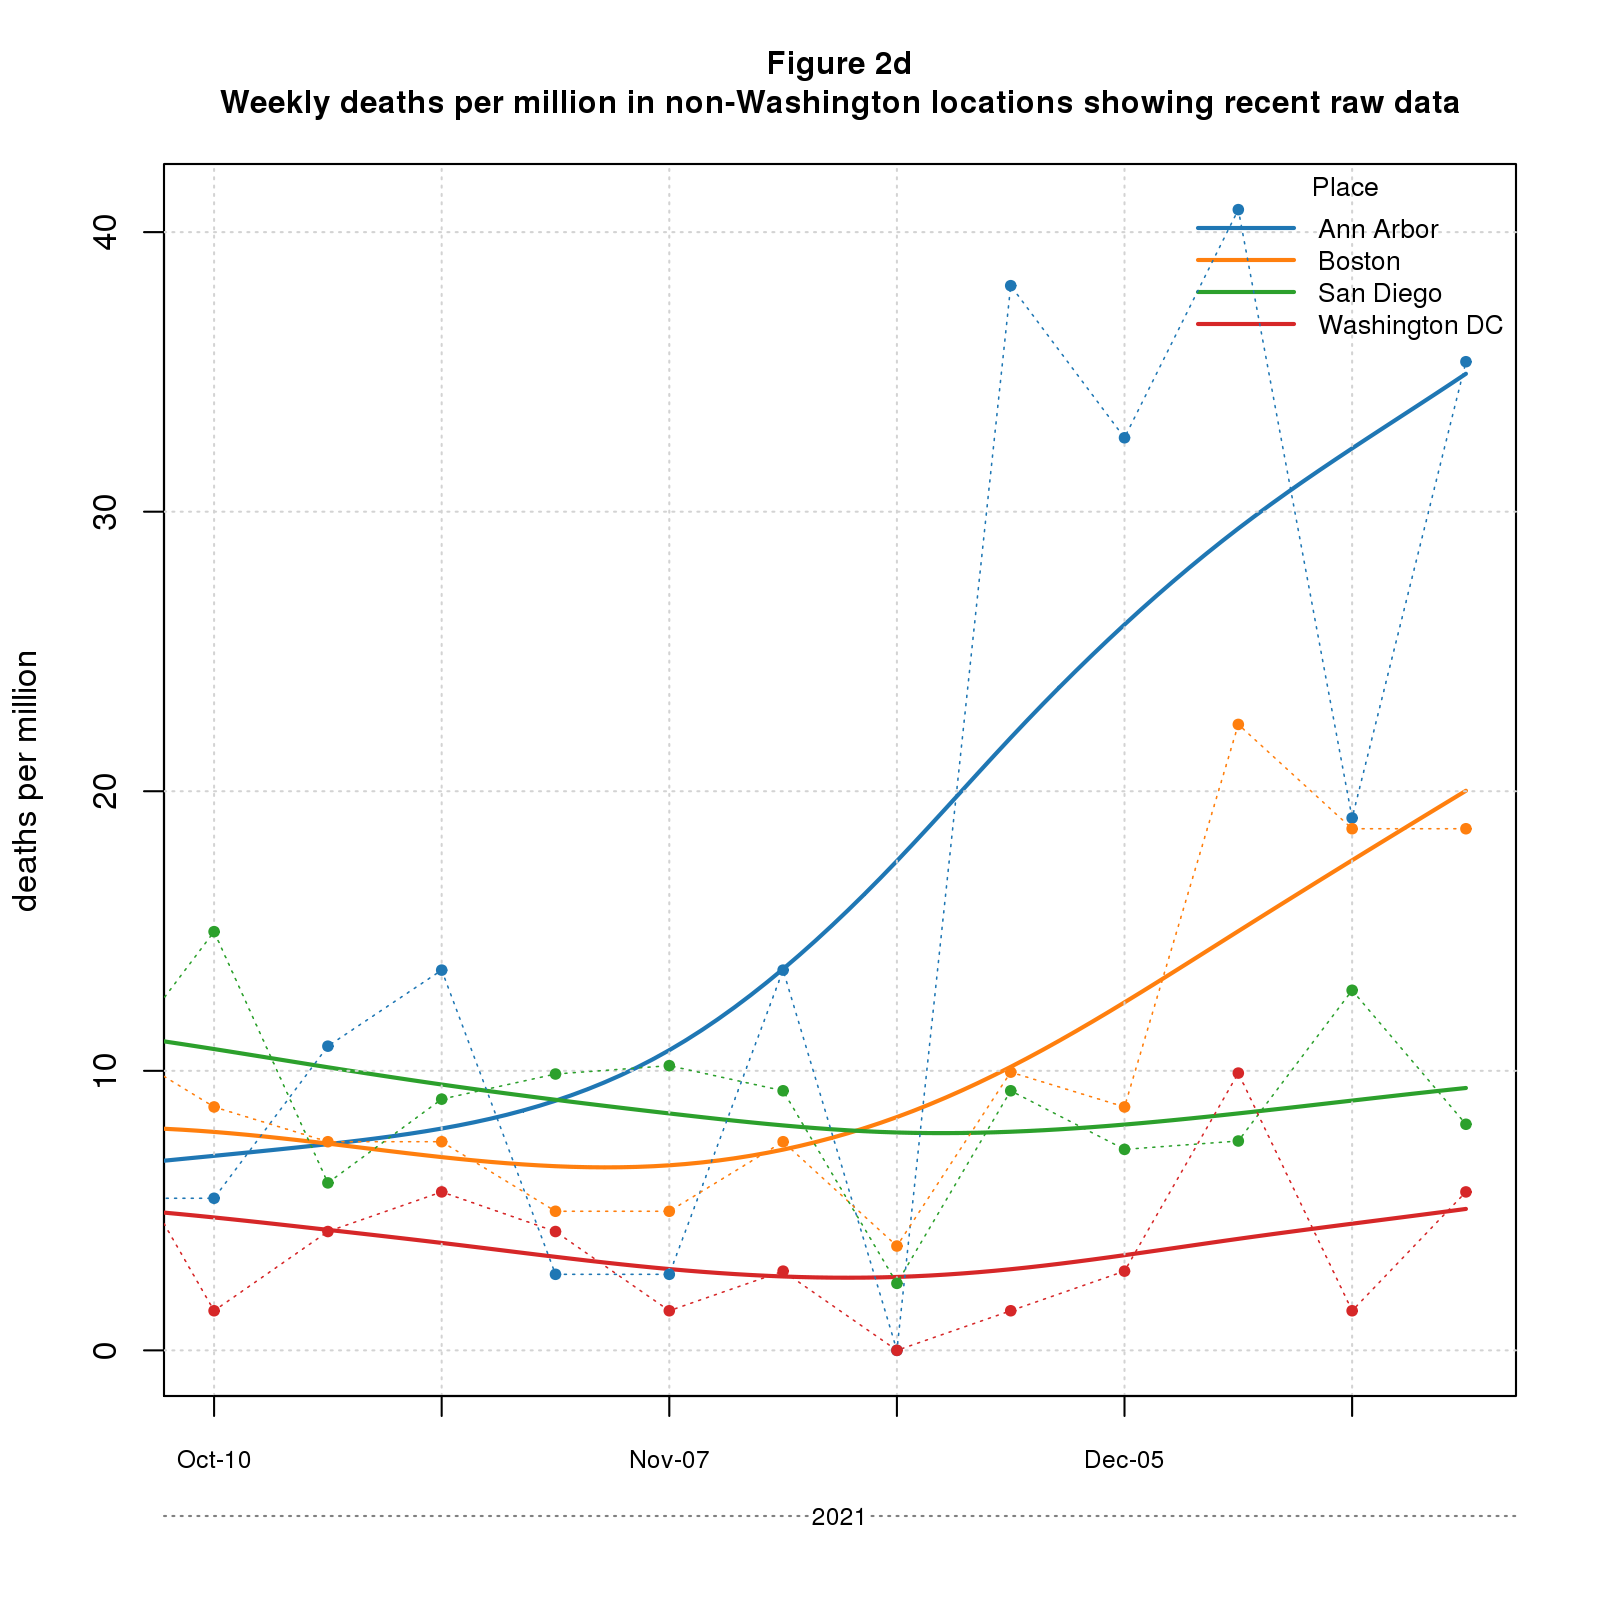 Figure 2d
Weekly deaths per million in non-Washington locations showing recent raw data
Place
Ann Arbor
Boston
San Diego
Washington DC
deaths per million
40
30
20
10
0
Oct-10
Nov-07
Dec-05
2021